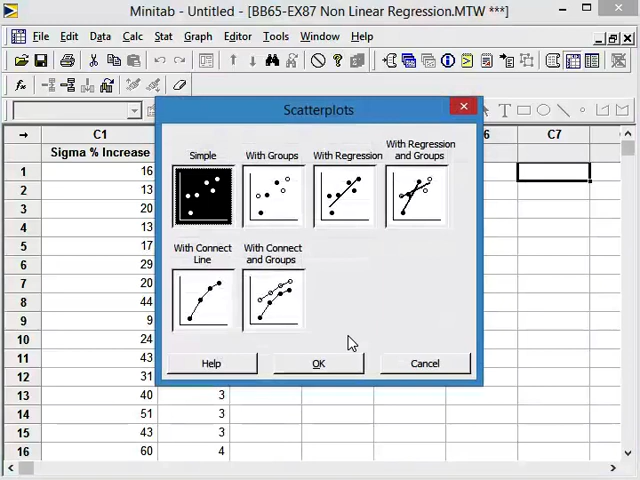 Minitab - Untitled - [BB65-EX87 Non Linear Regression.MTW ***]
File Edit Data Calc Stat Graph Editor Tools Window Help
Scatterplots
Simple
With Groups
With Regression
With Regression
and Groups
With Connect
Line
With Connect
and Groups
Help OK Cancel
C1 6 C7
Sigma % Increase
1 16
2 13
3 20
4 13
5 17
6 29
7 20
8 44
9 9
10 24
11 43
12 31
13 40 3
14 51 3
15 43 3
16 60 4